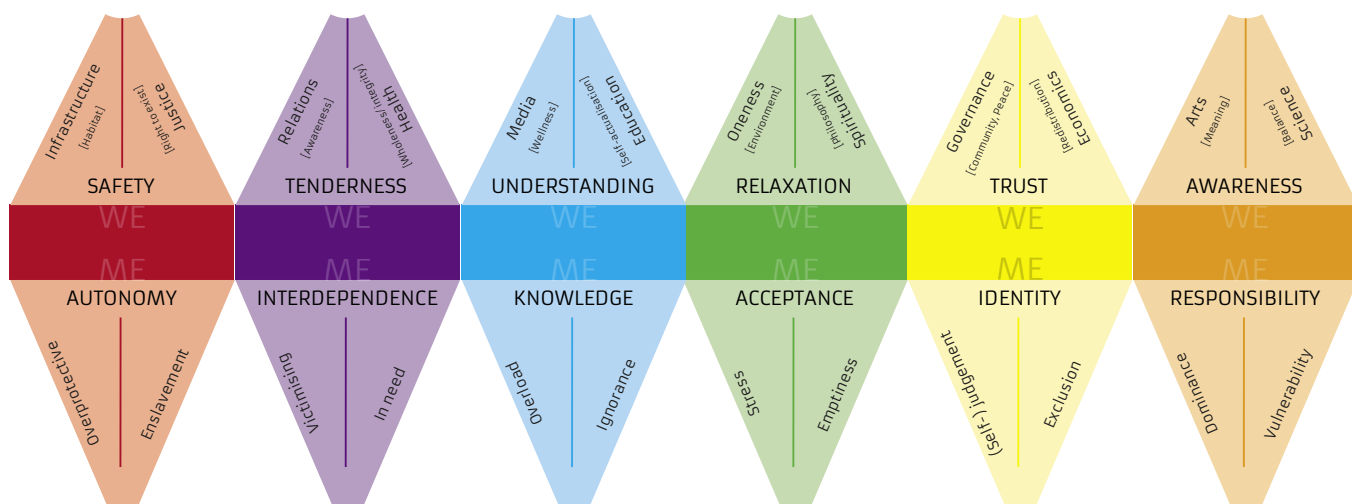 Infrastructure
[Habitat]
Justice
[Right to exist]
SAFETY
WE
ME
AUTONOMY
Overprotective
Enslavement
Relations
[Awareness]
Health
[Wholeness/integrity]
TENDERNESS
WE
ME
INTERDEPENDENCE
Victimising
In need
Media
[Wellness]
Education
[Self-actualisation]
UNDERSTANDING
WE
ME
KNOWLEDGE
Overload
Ignorance
Oneness
[Environment]
Spirituality
[Philosophy]
RELAXATION
WE
ME
ACCEPTANCE
Stress
Emptiness
Governance
[Community, Peace]
Economics
[Redistribution]
TRUST
WE
ME
IDENTITY
(Self-) judgement
Exclusion
Arts
[Meaning]
Science
[Balance]
AWARENESS
WE
ME
RESPONSIBILITY
Dominance
Vulnerability